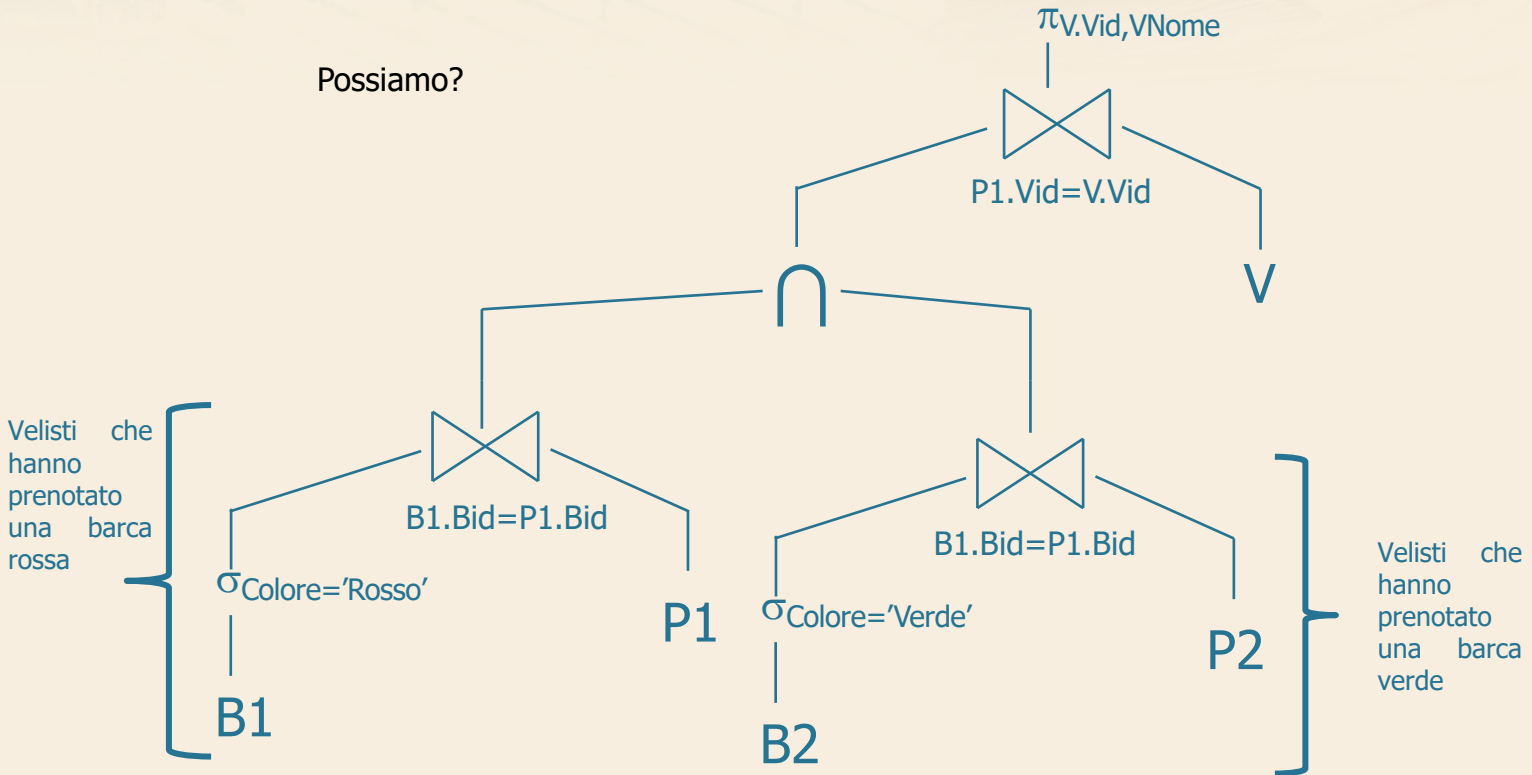 πV.Vid,VNome
Possiamo?
P1.Vid=V.Vid
∩
V
Velisti che
hanno
prenotato
una barca
rossa
B1.Bid=P1.Bid
B1.Bid=P1.Bid
Velisti che
hanno
prenotato
una barca
verde
σColore='Rosso'
P1
σColore='Verde'
P2
B1
B2